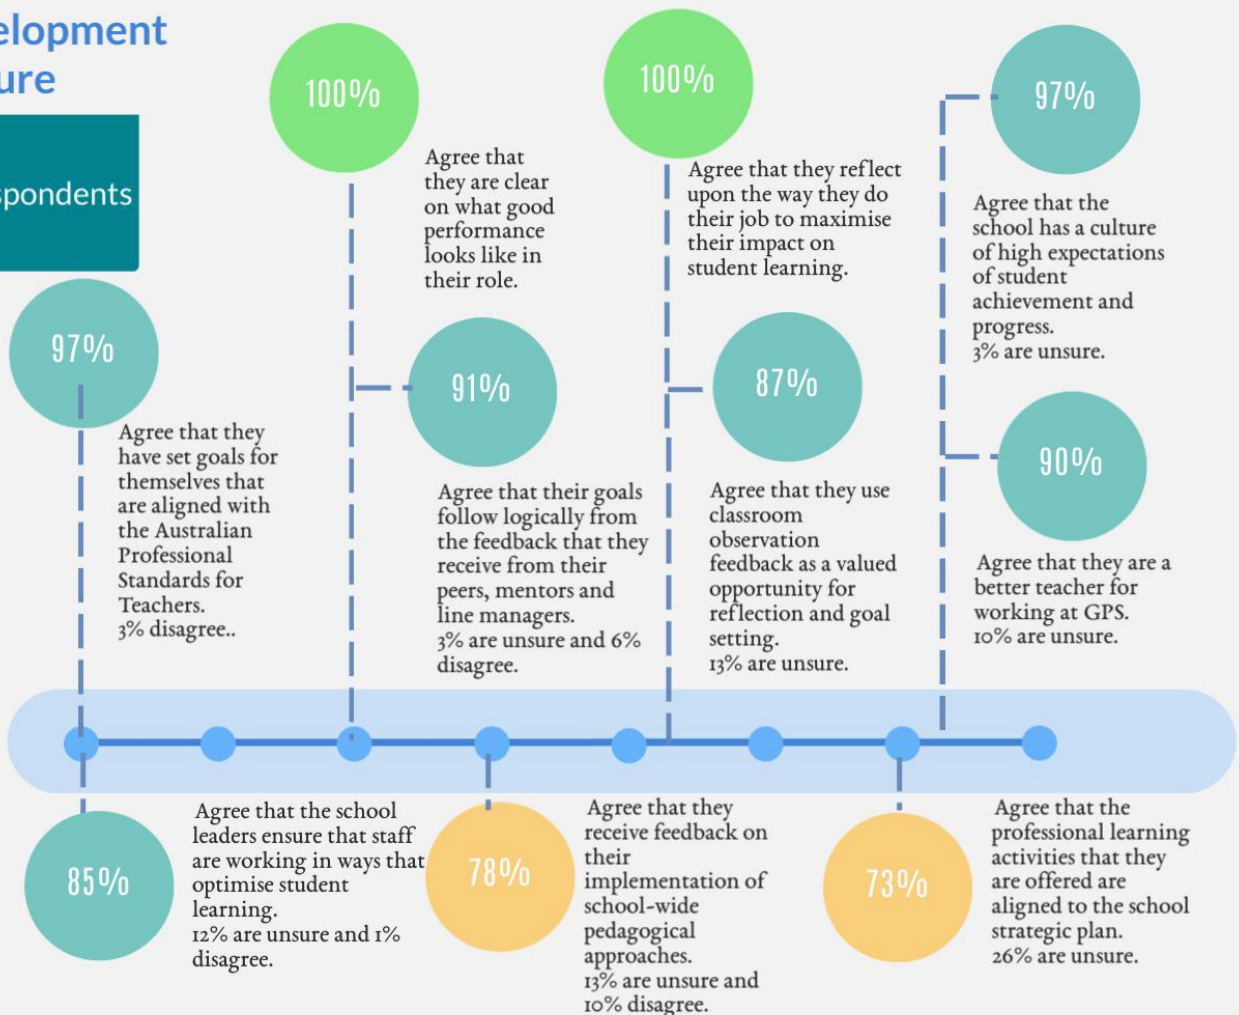 elopment
ure
pondents
97%
Agree that they
have set goals for
themselves that
are aligned with
the Australian
Professional
Standards for
Teachers.
3% disagree..
100%
Agree that
they are clear
on what good
performance
looks like in
their role.
91%
Agree that their goals
follow logically from
the feedback that they
receive from their
peers, mentors and
line managers.
3% are unsure and 6%
disagree.
100%
Agree that they reflect
upon the way they do
their job to maximise
their impact on
student learning.
87%
Agree that they use
classroom
observation
feedback as a valued
opportunity for
reflection and goal
setting.
13% are unsure.
97%
Agree that the
school has a culture
of high expectations
of student
achievement and
progress.
3% are unsure.
90%
Agree that they are a
better teacher for
working at GPS.
10% are unsure.
85%
Agree that the school
leaders ensure that staff
are working in ways that
optimise student
learning.
12% are unsure and 1%
disagree.
78%
Agree that they
receive feedback on
their
implementation of
school-wide
pedagogical
approaches.
13% are unsure and
10% disagree.
73%
Agree that the
professional learning
activities that they
are offered are
aligned to the school
strategic plan.
26% are unsure.